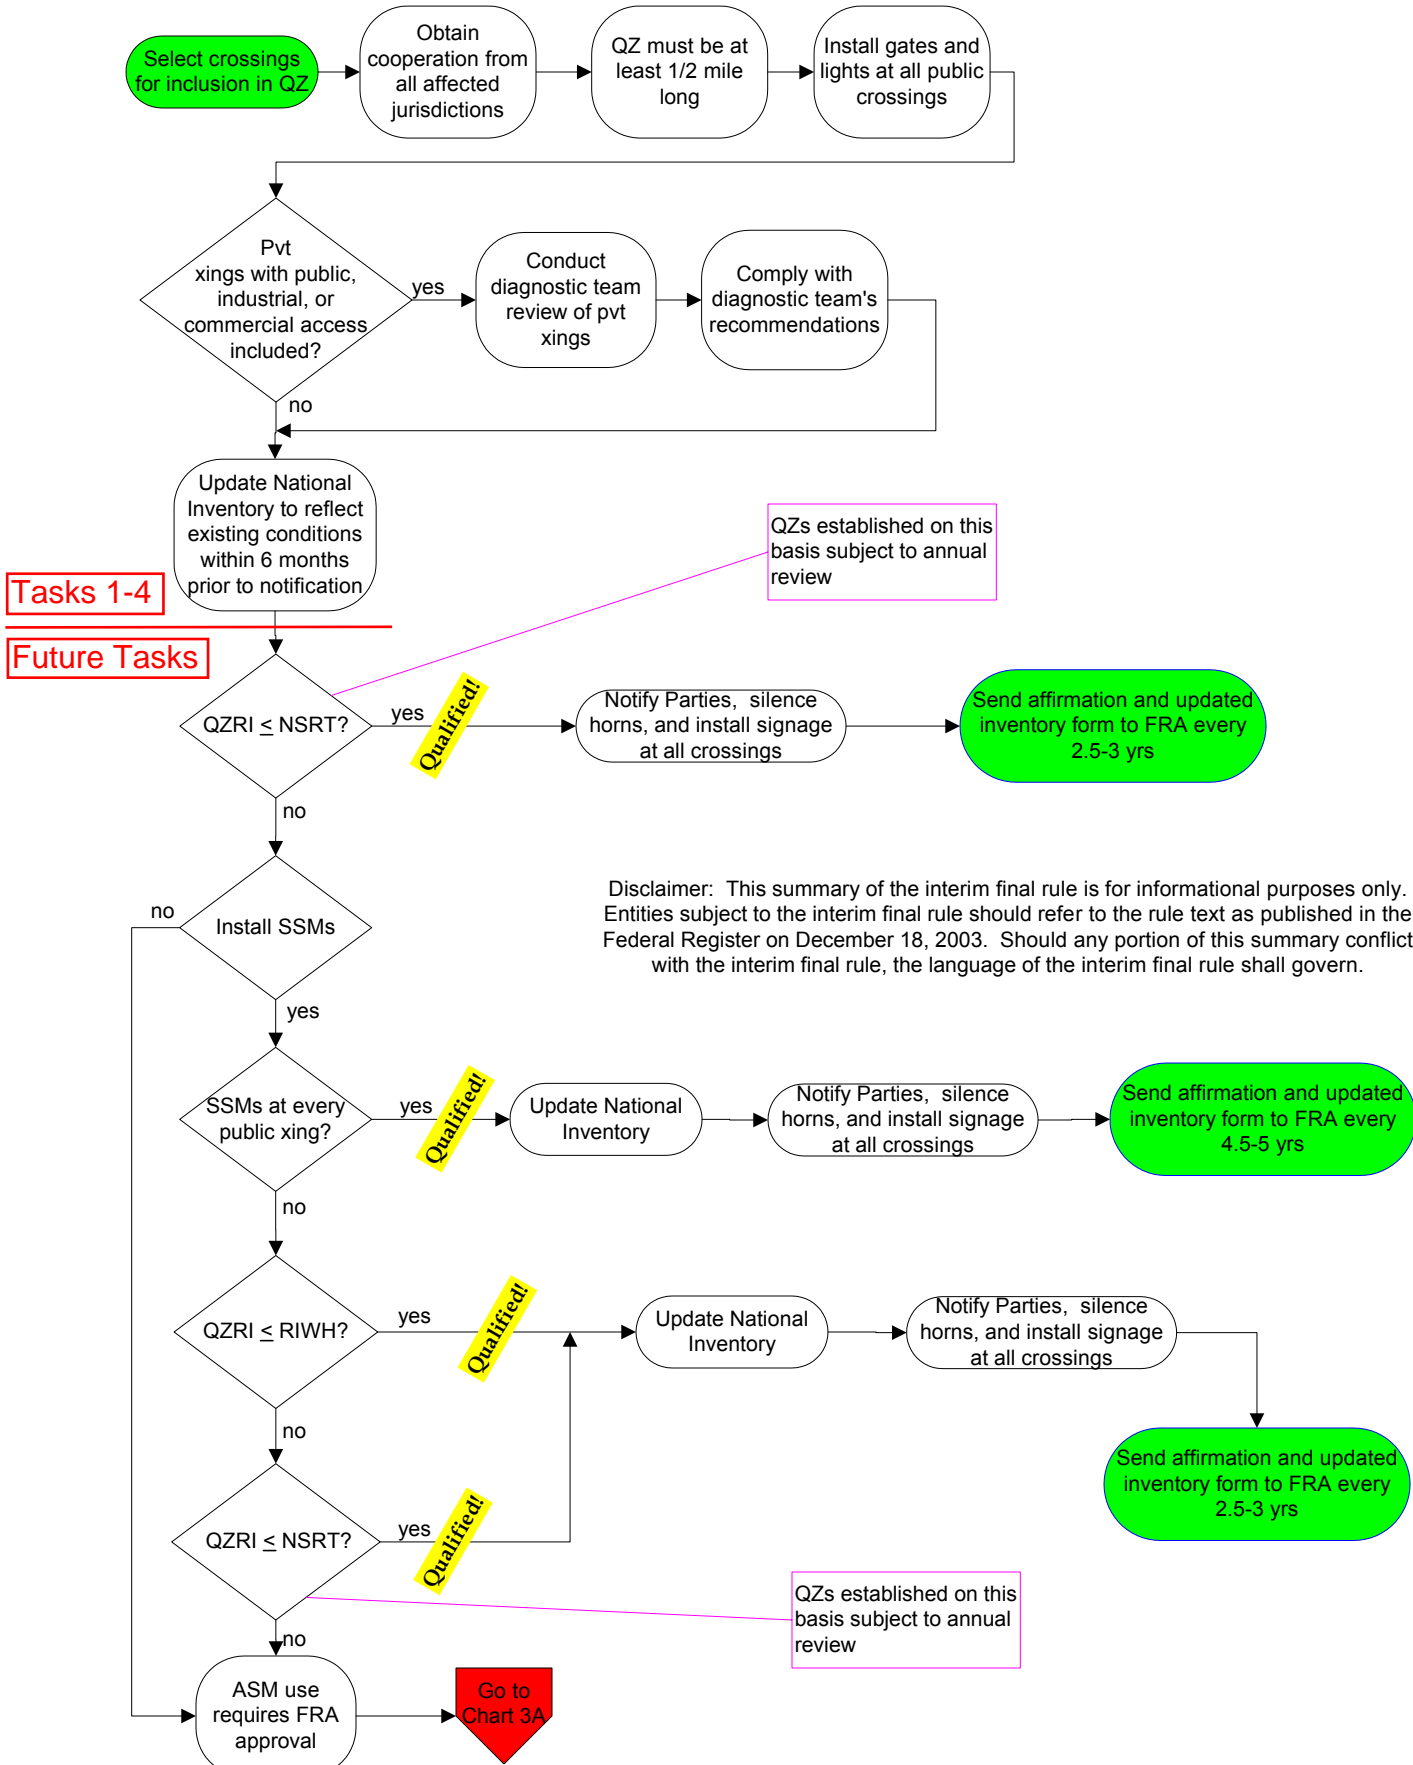 Select crossings
for inclusion in QZ
Obtain
cooperation from
all affected
jurisdictions
QZ must be at
least 1/2 mile
long
Install gates and
lights at all public
crossings
Pvt
xings with public,
industrial, or
commercial access
included?
yes
Conduct
diagnostic team
review of pvt
xings
Comply with
diagnostic team's
recommendations
no
Update National
Inventory to reflect
existing conditions
within 6 months
prior to notification
QZs established on this
basis subject to annual
review
Tasks 1-4
Future Tasks
QZRI ≤ NSRT?
yes
Qualified!
Notify Parties, silence
horns, and install signage
at all crossings
Send affirmation and updated
inventory form to FRA every
2.5-3 yrs
no
Install SSMs
no
Disclaimer: This summary of the interim final rule is for informational purposes only.
Entities subject to the interim final rule should refer to the rule text as published in the
Federal Register on December 18, 2003. Should any portion of this summary conflict
with the interim final rule, the language of the interim final rule shall govern.
yes
SSMs at every
public xing?
yes
Qualified!
Update National
Inventory
Notify Parties, silence
horns, and install signage
at all crossings
Send affirmation and updated
inventory form to FRA every
4.5-5 yrs
no
QZRI ≤ RIWH?
yes
Qualified!
Update National
Inventory
Notify Parties, silence
horns, and install signage
at all crossings
Send affirmation and updated
inventory form to FRA every
2.5-3 yrs
no
QZRI ≤ NSRT?
yes
Qualified!
QZs established on this
basis subject to annual
review
no
ASM use
requires FRA
approval
Go to
Chart 3A